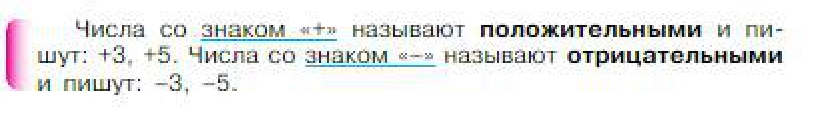 Числа со знаком «+» называют положительными и пи-
шут: +3, +5. Числа со знаком «−» называют отрицательными
и пишут: −3, −5.